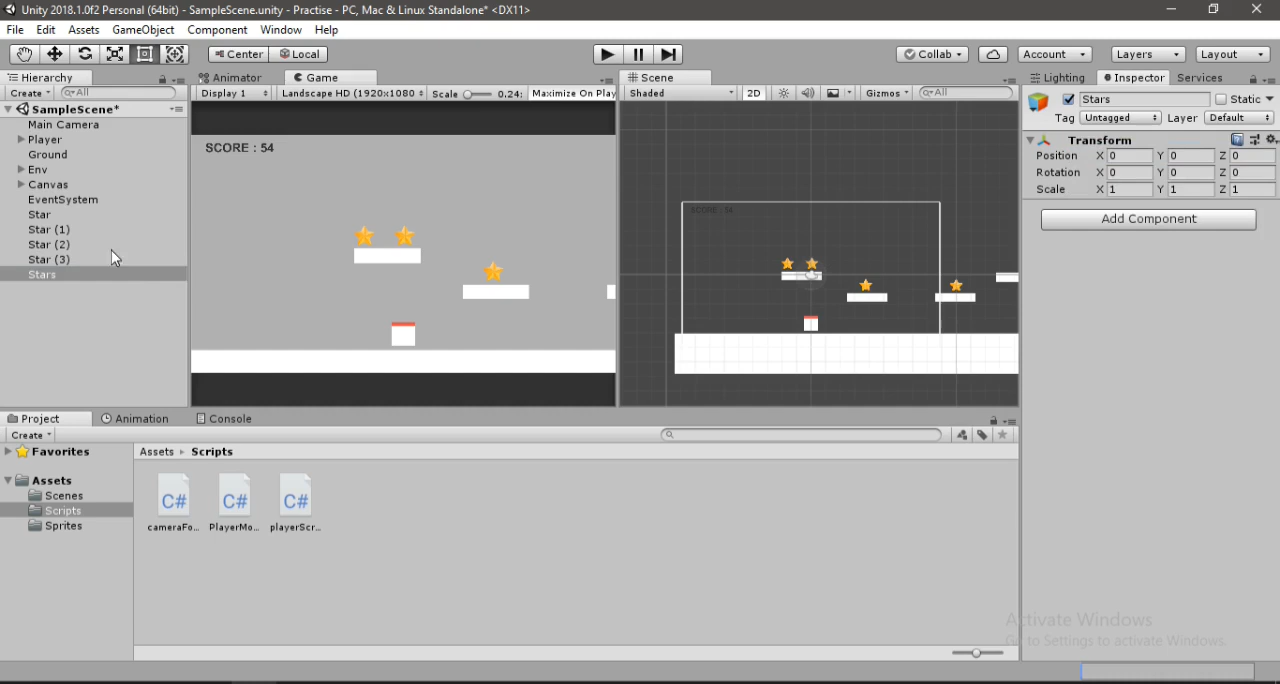 Unity 2018.1.0f2 Personal (64bit) - SampleScene.unity - Practise - PC, Mac & Linux Standalone* <DX11>
File Edit Assets GameObject Component Window Help
Center Local Collab Account Layers Layout
Hierarchy Animator Game Scene Lighting Inspector Services
Create All Display 1 Landscape HD (1920x1080 Scale 0.24: Maximize On Play Shaded 2D Gizmos All
SampleScene*
Main Camera
Player
Ground
Env
Canvas
EventSystem
Star
Star (1)
Star (2)
Star (3)
Stars
SCORE : 54
SCORE : 54
Stars Static
Tag Untagged Layer Default
Transform
Position X 0 Y 0 Z 0
Rotation X 0 Y 0 Z 0
Scale X 1 Y 1 Z 1
Add Component
Project Animation Console
Create
Favorites
Assets
Scenes
Scripts
Sprites
Assets Scripts
C# C# C#
cameraFo... PlayerMo... playerScr...
Activate Windows
Go to Settings to activate Windows.